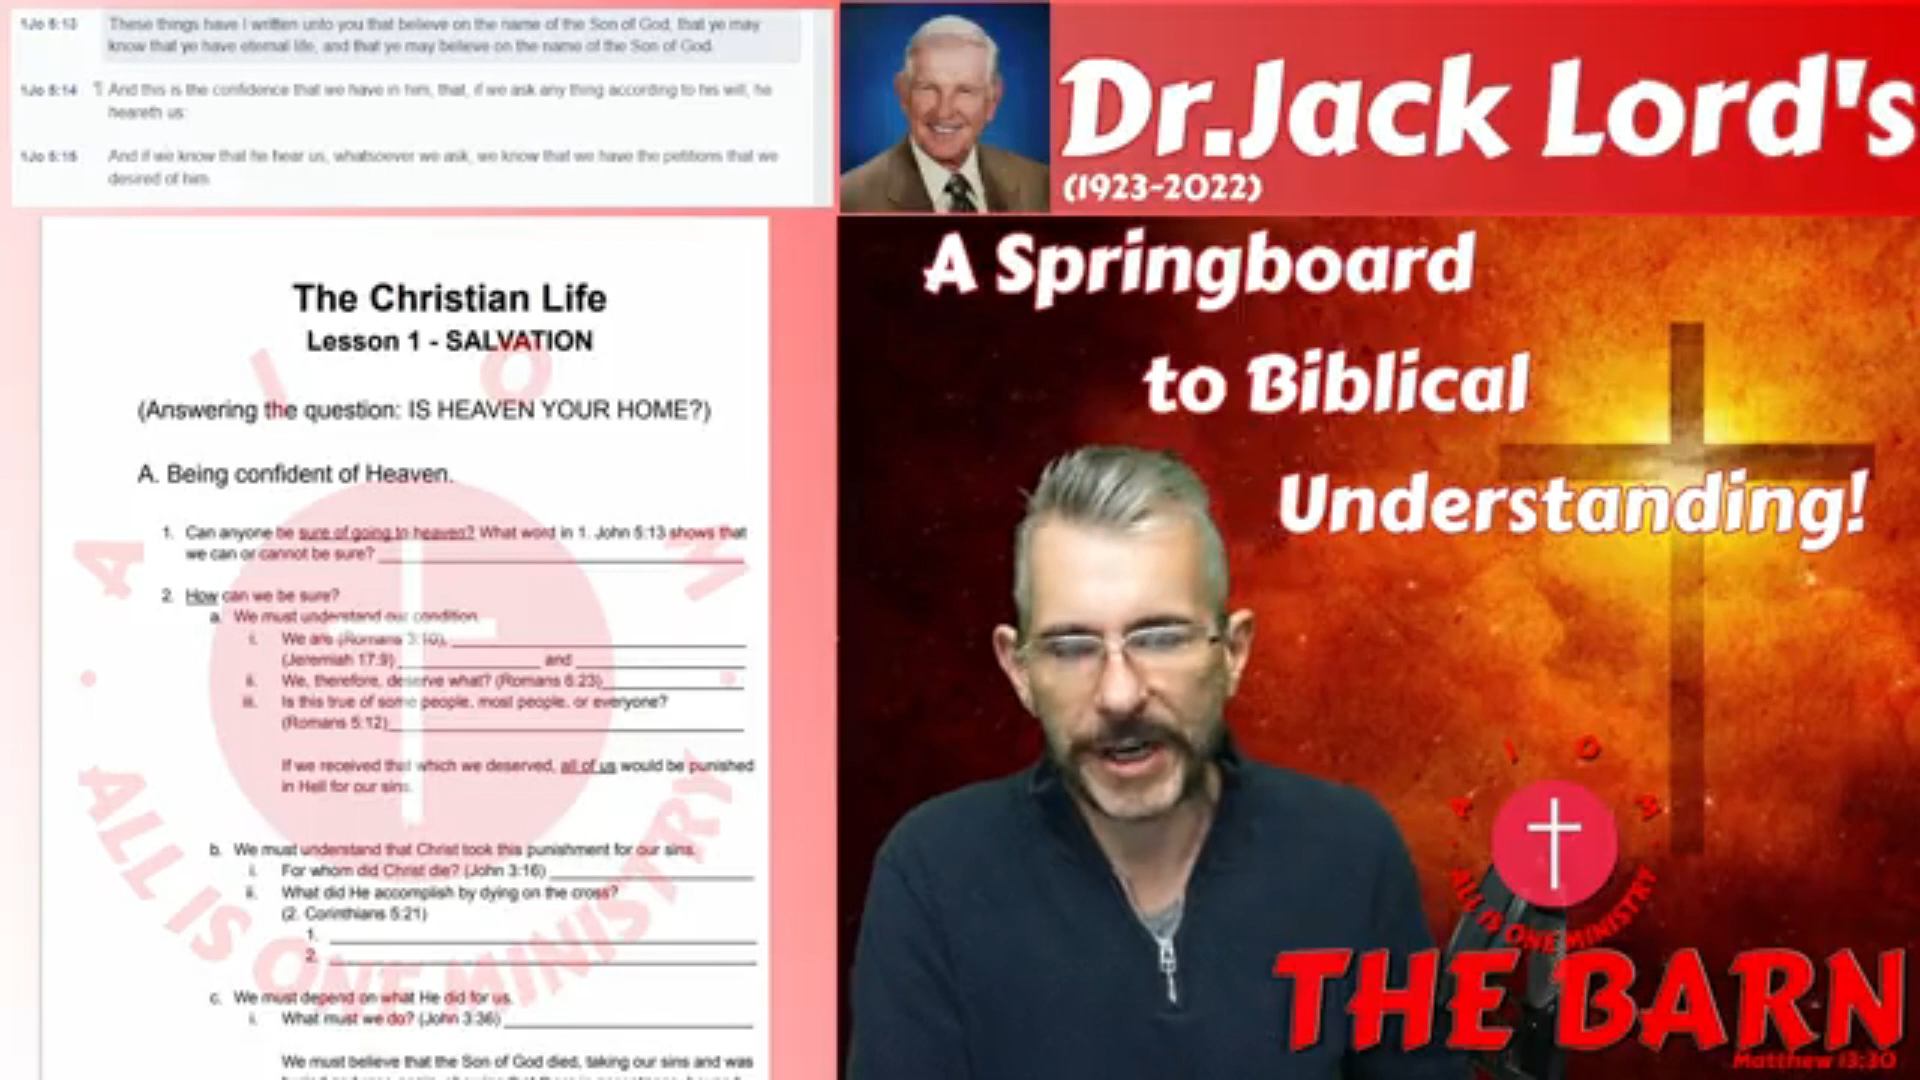 1Jo 5:13 These things have I written unto you that believe on the name of the Son of God, that ye may
know that ye have eternal life, and that ye may believe on the name of the Son of God.
1Jo 5:14 ¶ And this is the confidence that we have in him, that, if we ask any thing according to his will, he
heareth us:
1Jo 5:15 And if we know that he hear us, whatsoever we ask, we know that we have the petitions that we
desired of him.
Dr.Jack Lord's
(1923-2022)
The Christian Life
Lesson 1 - SALVATION
(Answering the question: IS HEAVEN YOUR HOME?)
A. Being confident of Heaven.
1. Can anyone be sure of going to heaven? What word in 1. John 5:13 shows that
we can or cannot be sure?
2. How can we be sure?
a. We must understand our condition.
i. We are (Romans 3:10),
(Jeremiah 17:9) and
ii. We, therefore, deserve what? (Romans 6:23)
iii. Is this true of some people, most people, or everyone?
(Romans 5:12)
If we received that which we deserved, all of us would be punished
in Hell for our sins.
b. We must understand that Christ took this punishment for our sins.
i. For whom did Christ die? (John 3:16)
ii. What did He accomplish by dying on the cross?
(2. Corinthians 5:21)
1.
2.
c. We must depend on what He did for us.
i. What must we do? (John 3:36)
We must believe that the Son of God died, taking our sins and was
A I O M
ALL IS ONE MINISTRY
A Springboard
to Biblical
Understanding!
A I O M
ALL IS ONE MINISTRY
THE BARN
Matthew 13:30